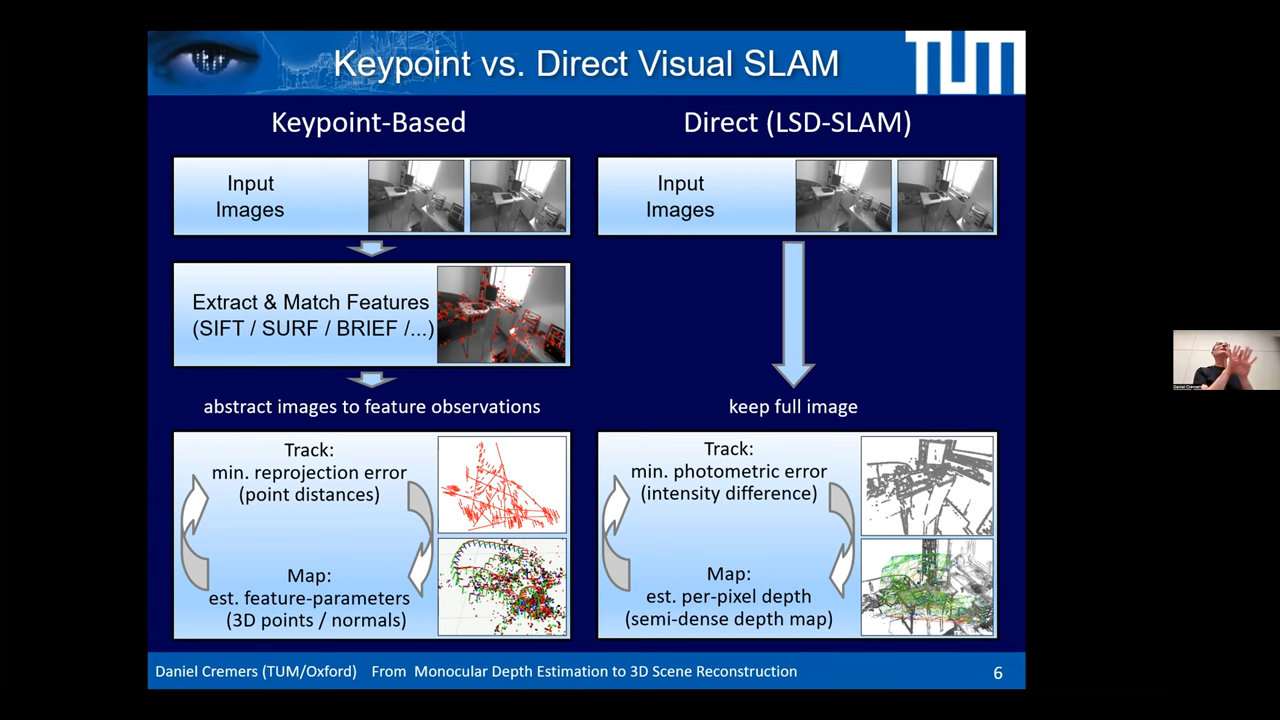 Keypoint vs. Direct Visual SLAM
TUM
Keypoint-Based
Input
Images
Extract & Match Features
(SIFT / SURF / BRIEF /...)
abstract images to feature observations
Track:
min. reprojection error
(point distances)
Map:
est. feature-parameters
(3D points / normals)
Direct (LSD-SLAM)
Input
Images
keep full image
Track:
min. photometric error
(intensity difference)
Map:
est. per-pixel depth
(semi-dense depth map)
Daniel Cremers (TUM/Oxford) From Monocular Depth Estimation to 3D Scene Reconstruction
6
Daniel Cremers